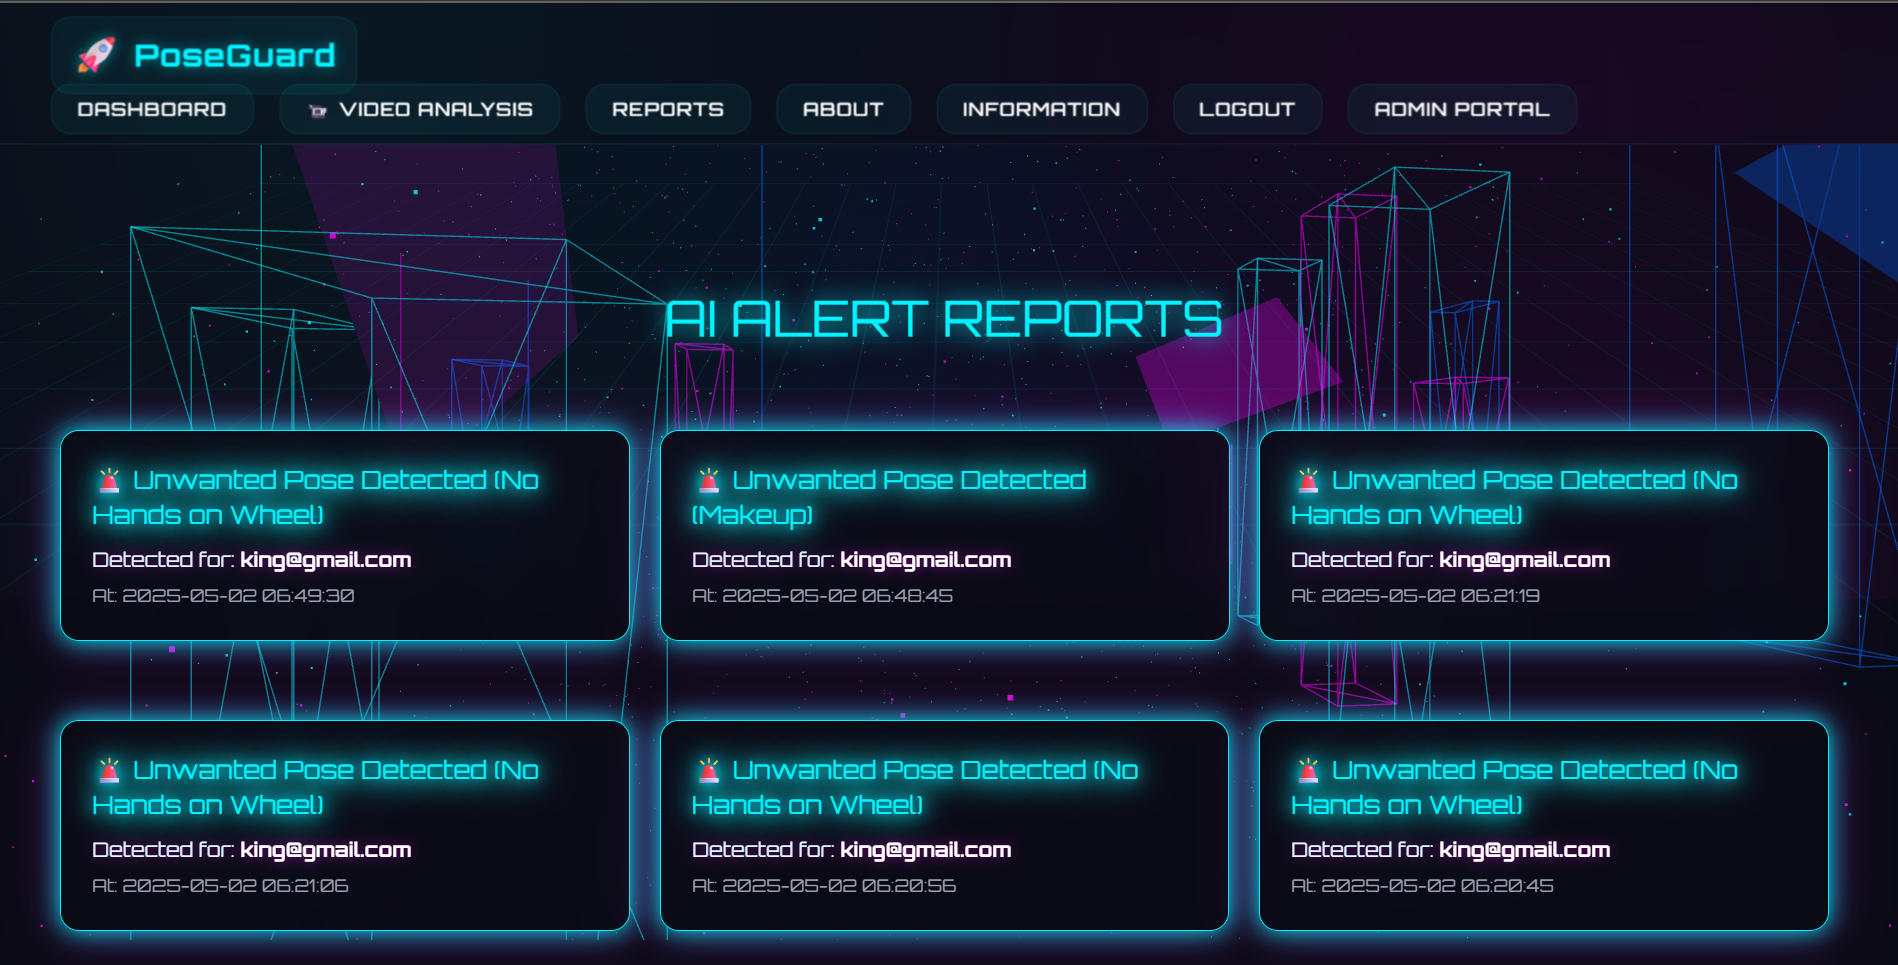 PoseGuard
DASHBOARD
VIDEO ANALYSIS
REPORTS
ABOUT
INFORMATION
LOGOUT
ADMIN PORTAL
AI ALERT REPORTS
Unwanted Pose Detected (No
Hands on Wheel)
Detected for: king@gmail.com
At: 2025-05-02 06:49:30
Unwanted Pose Detected
(Makeup)
Detected for: king@gmail.com
At: 2025-05-02 06:48:45
Unwanted Pose Detected (No
Hands on Wheel)
Detected for: king@gmail.com
At: 2025-05-02 06:21:19
Unwanted Pose Detected (No
Hands on Wheel)
Detected for: king@gmail.com
At: 2025-05-02 06:21:06
Unwanted Pose Detected (No
Hands on Wheel)
Detected for: king@gmail.com
At: 2025-05-02 06:20:56
Unwanted Pose Detected (No
Hands on Wheel)
Detected for: king@gmail.com
At: 2025-05-02 06:20:45